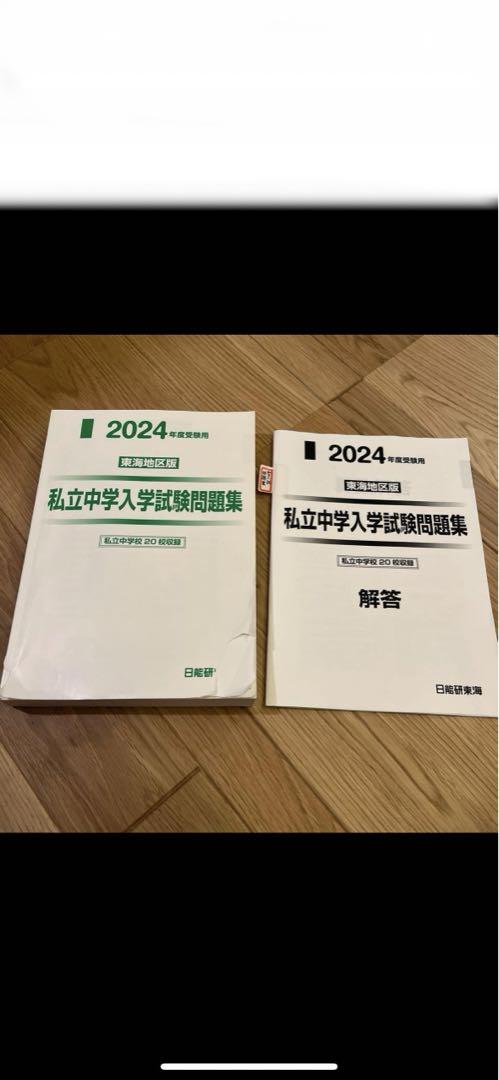 2024年度受験用
東海地区版
私立中学入学試験問題集
私立中学校20校収録
日能研
2024年度受験用
東海地区版
私立中学入学試験問題集
私立中学校20校収録
解答
日能研東海